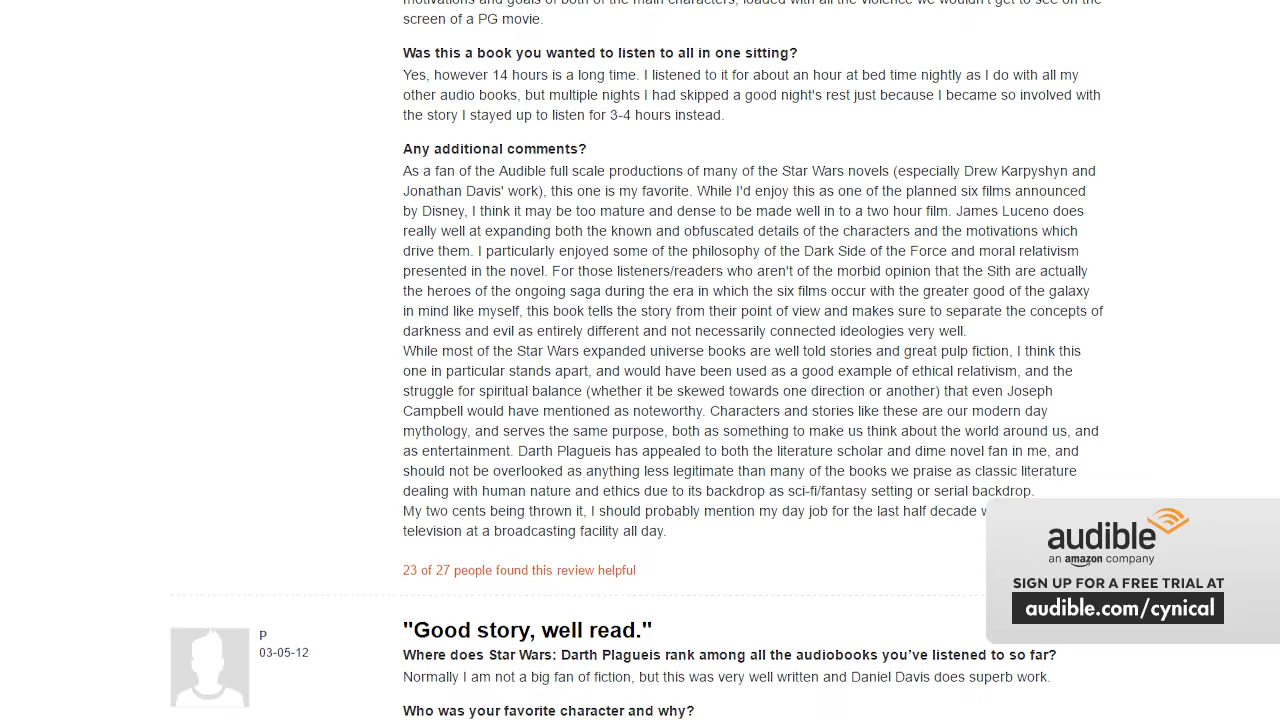 screen of a PG movie.
Was this a book you wanted to listen to all in one sitting?
Yes, however 14 hours is a long time. I listened to it for about an hour at bed time nightly as I do with all my
other audio books, but multiple nights I had skipped a good night's rest just because I became so involved with
the story I stayed up to listen for 3-4 hours instead.
Any additional comments?
As a fan of the Audible full scale productions of many of the Star Wars novels (especially Drew Karpyshyn and
Jonathan Davis' work), this one is my favorite. While I'd enjoy this as one of the planned six films announced
by Disney, I think it may be too mature and dense to be made well in to a two hour film. James Luceno does
really well at expanding both the known and obfuscated details of the characters and the motivations which
drive them. I particularly enjoyed some of the philosophy of the Dark Side of the Force and moral relativism
presented in the novel. For those listeners/readers who aren't of the morbid opinion that the Sith are actually
the heroes of the ongoing saga during the era in which the six films occur with the greater good of the galaxy
in mind like myself, this book tells the story from their point of view and makes sure to separate the concepts of
darkness and evil as entirely different and not necessarily connected ideologies very well.
While most of the Star Wars expanded universe books are well told stories and great pulp fiction, I think this
one in particular stands apart, and would have been used as a good example of ethical relativism, and the
struggle for spiritual balance (whether it be skewed towards one direction or another) that even Joseph
Campbell would have mentioned as noteworthy. Characters and stories like these are our modern day
mythology, and serves the same purpose, both as something to make us think about the world around us, and
as entertainment. Darth Plagueis has appealed to both the literature scholar and dime novel fan in me, and
should not be overlooked as anything less legitimate than many of the books we praise as classic literature
dealing with human nature and ethics due to its backdrop as sci-fi/fantasy setting or serial backdrop.
My two cents being thrown it, I should probably mention my day job for the last half decade
television at a broadcasting facility all day.
23 of 27 people found this review helpful
audible
an amazon company
SIGN UP FOR A FREE TRIAL AT
audible.com/cynical
P
03-05-12
"Good story, well read."
Where does Star Wars: Darth Plagueis rank among all the audiobooks you've listened to so far?
Normally I am not a big fan of fiction, but this was very well written and Daniel Davis does superb work.
Who was your favorite character and why?